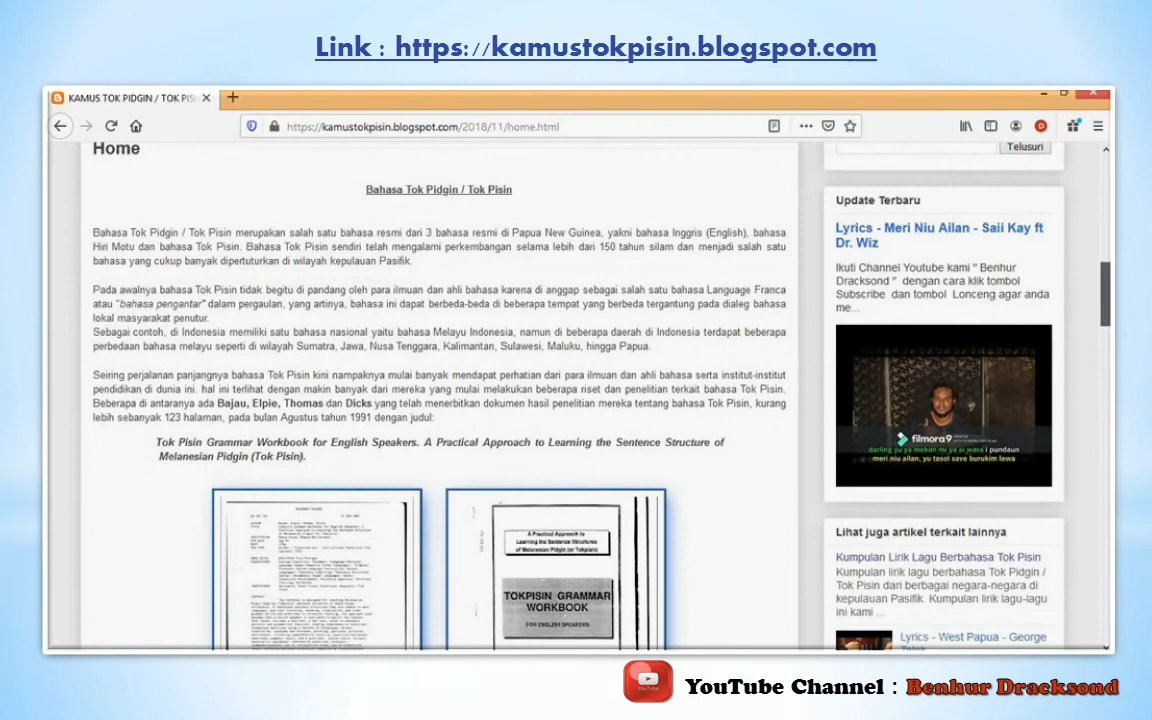 Link : https://kamustokpisin.blogspot.com
KAMUS TOK PIDGIN / TOK PIS
https://kamustokpisin.blogspot.com/2018/11/home.html
Home
Telusuri
Bahasa Tok Pidgin / Tok Pisin
Bahasa Tok Pidgin / Tok Pisin merupakan salah satu bahasa resmi dari 3 bahasa resmi di Papua New Guinea, yakni bahasa Inggris (English), bahasa
Hiri Motu dan bahasa Tok Pisin. Bahasa Tok Pisin sendiri telah mengalami perkembangan selama lebih dari 150 tahun silam dan menjadi salah satu
bahasa yang cukup banyak dipertuturkan di wilayah kepulauan Pasifik.
Pada awalnya bahasa Tok Pisin tidak begitu di pandang oleh para ilmuan dan ahli bahasa karena di anggap sebagai salah satu bahasa Language Franca
atau "bahasa pengantar" dalam pergaulan, yang artinya, bahasa ini dapat berbeda-beda di beberapa tempat yang berbeda tergantung pada dialeg bahasa
lokal masyarakat penutur.
Sebagai contoh, di Indonesia memiliki satu bahasa nasional yaitu bahasa Melayu Indonesia, namun di beberapa daerah di Indonesia terdapat beberapa
perbedaan bahasa melayu seperti di wilayah Sumatra, Jawa, Nusa Tenggara, Kalimantan, Sulawesi, Maluku, hingga Papua.
Seiring perjalanan panjangnya bahasa Tok Pisin kini nampaknya mulai banyak mendapat perhatian dari para ilmuan dan ahli bahasa serta institut-institut
pendidikan di dunia ini. hal ini terlihat dengan makin banyak dari mereka yang mulai melakukan beberapa riset dan penelitian terkait bahasa Tok Pisin.
Beberapa di antaranya ada Bajau, Elpie, Thomas dan Dicks yang telah menerbitkan dokumen hasil penelitian mereka tentang bahasa Tok Pisin, kurang
lebih sebanyak 123 halaman, pada bulan Agustus tahun 1991 dengan judul:
Tok Pisin Grammar Workbook for English Speakers. A Practical Approach to Learning the Sentence Structure of
Melanesian Pidgin (Tok Pisin).
A Practical Approach to
Learning the Sentence Structures
of Melanesian Pidgin (or Tokpisin)
TOKPISIN GRAMMAR
WORKBOOK
FOR ENGLISH SPEAKERS
Update Terbaru
Lyrics - Meri Niu Ailan - Saii Kay ft
Dr. Wiz
Ikuti Channel Youtube kami " Benhur
Dracksond " dengan cara klik tombol
Subscribe dan tombol Lonceng agar anda
me...
filmora9
darling yu ya mekim mi ya ai wara i pundaun
meri niu ailan, yu tasol save burukim lewa
Lihat juga artikel terkait lainnya
Kumpulan Lirik Lagu Berbahasa Tok Pisin
Kumpulan lirik lagu berbahasa Tok Pidgin /
Tok Pisin dari berbagai negara-negara di
kepulauan Pasifik. Kumpulan lirik lagu-lagu
ini kami ...
Lyrics - West Papua - George
YouTube
YouTube Channel : Benhur Dracksond